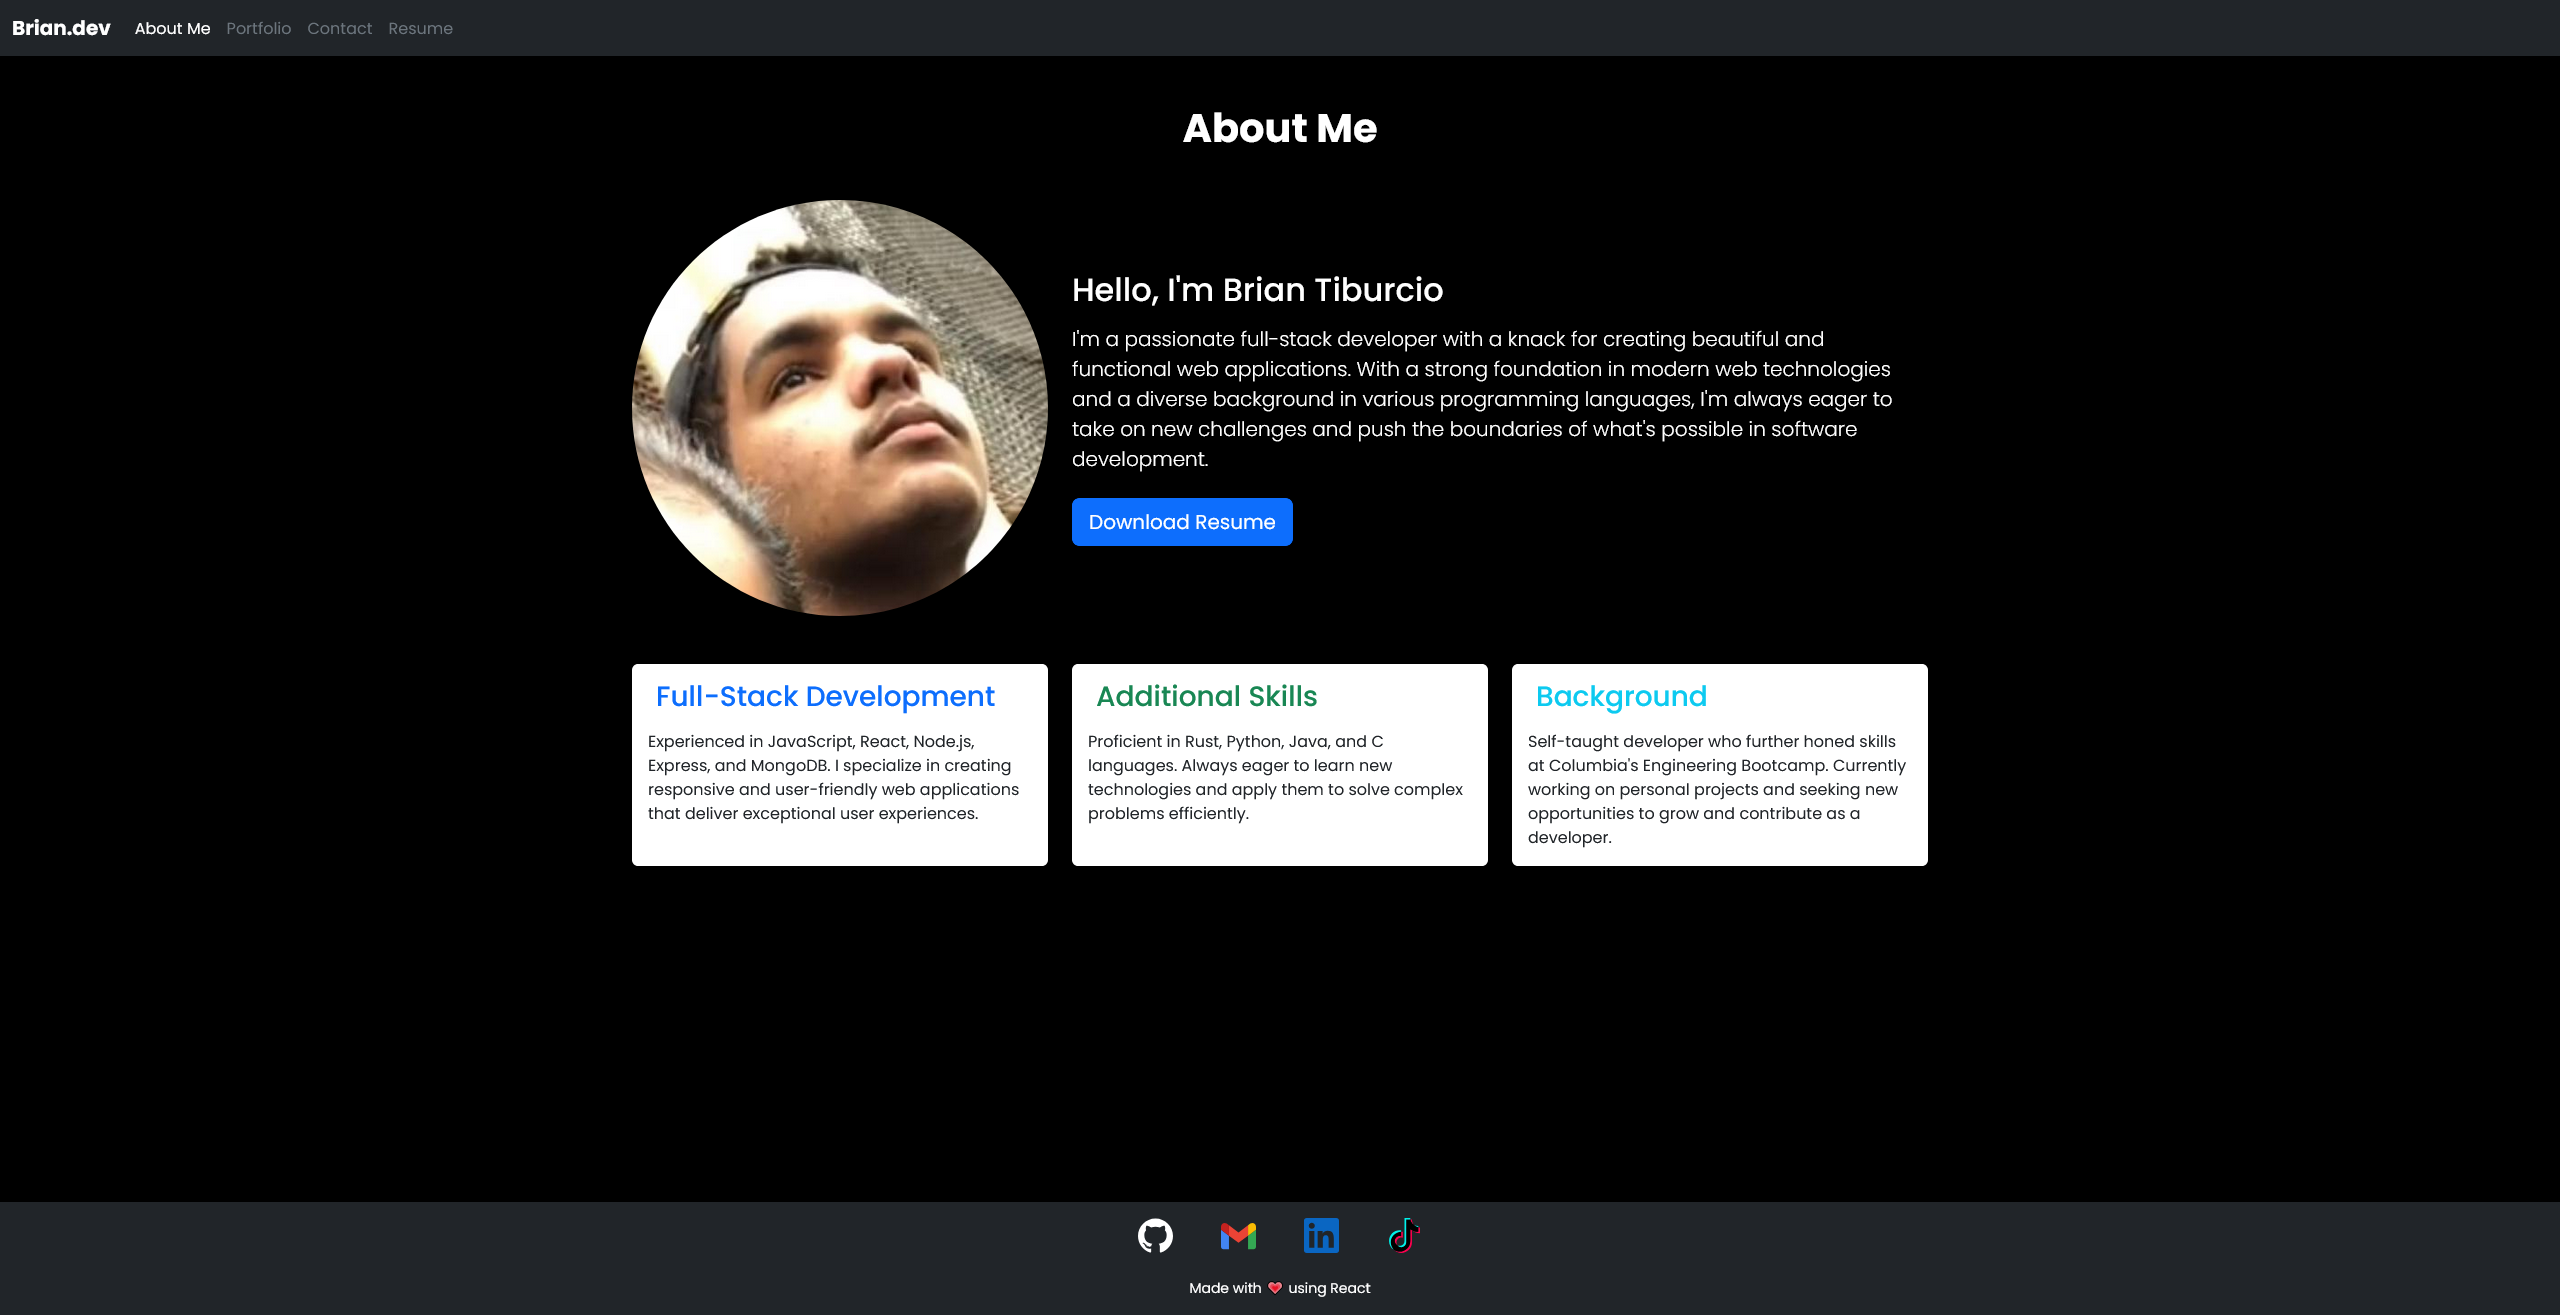 Brian.dev About Me Portfolio Contact Resume
About Me
Hello, I'm Brian Tiburcio
I'm a passionate full-stack developer with a knack for creating beautiful and
functional web applications. With a strong foundation in modern web technologies
and a diverse background in various programming languages, I'm always eager to
take on new challenges and push the boundaries of what's possible in software
development.
Download Resume
Full-Stack Development
Experienced in JavaScript, React, Node.js,
Express, and MongoDB. I specialize in creating
responsive and user-friendly web applications
that deliver exceptional user experiences.
Additional Skills
Proficient in Rust, Python, Java, and C
languages. Always eager to learn new
technologies and apply them to solve complex
problems efficiently.
Background
Self-taught developer who further honed skills
at Columbia's Engineering Bootcamp. Currently
working on personal projects and seeking new
opportunities to grow and contribute as a
developer.
in
Made with ❤️ using React